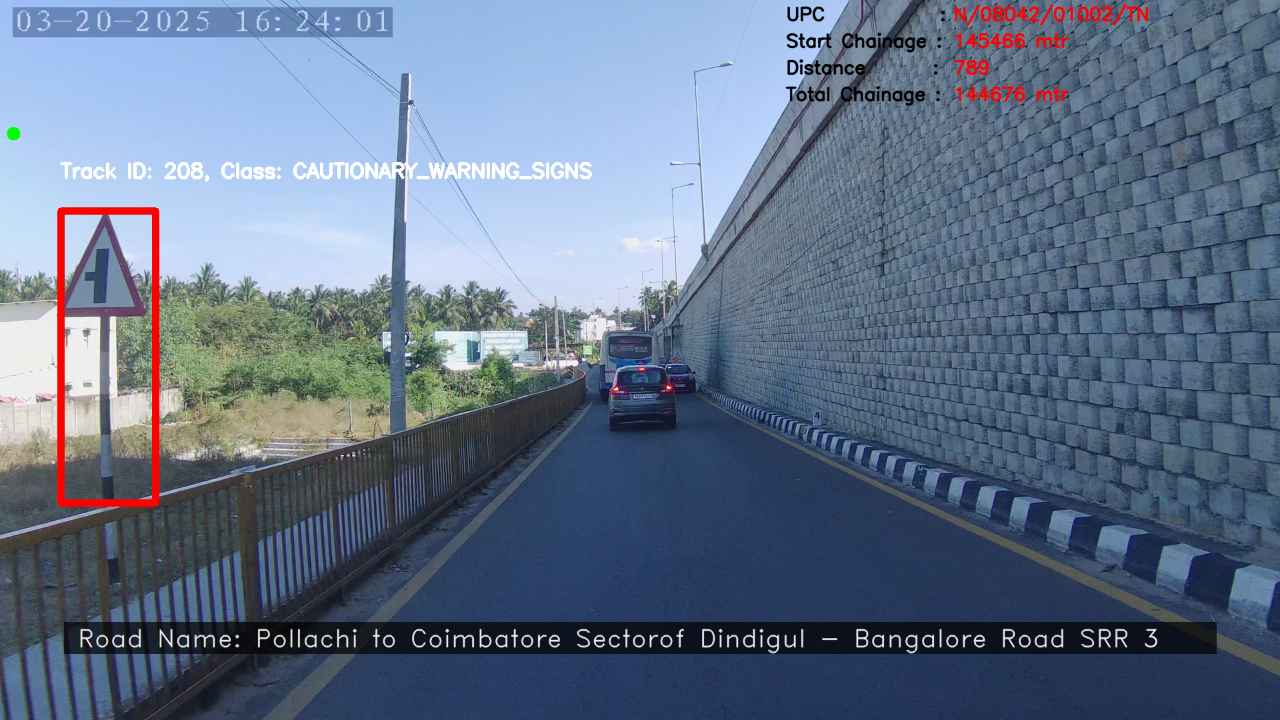 03-20-2025 16:24:01
UPC : N/08042/01002/TN
Start Chainage : 145466 mtr
Distance : 789
Total Chainage : 144676 mtr
Track ID: 208, Class: CAUTIONARY_WARNING_SIGNS
Road Name: Pollachi to Coimbatore Sectorof Dindigul - Bangalore Road SRR 3